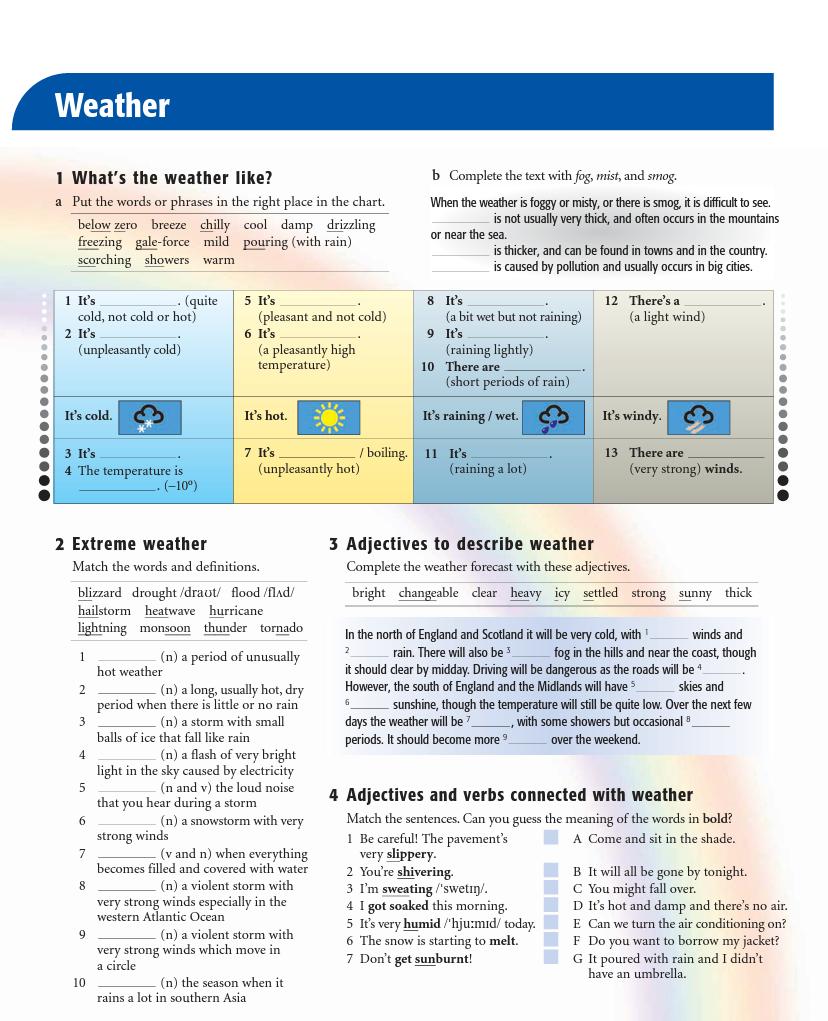 Weather
1 What's the weather like?
a Put the words or phrases in the right place in the chart.
below zero breeze chilly cool damp drizzling
freezing gale-force mild pouring (with rain)
scorching showers warm
b Complete the text with fog, mist, and smog.
When the weather is foggy or misty, or there is smog, it is difficult to see.
________ is not usually very thick, and often occurs in the mountains
or near the sea.
________ is thicker, and can be found in towns and in the country.
________ is caused by pollution and usually occurs in big cities.
1 It's ________. (quite
cold, not cold or hot)
2 It's ________.
(unpleasantly cold)
5 It's ________.
(pleasant and not cold)
6 It's ________.
(a pleasantly high
temperature)
8 It's ________.
(a bit wet but not raining)
9 It's ________.
(raining lightly)
10 There are ________.
(short periods of rain)
12 There's a ________.
(a light wind)
It's cold.
It's hot.
It's raining / wet.
It's windy.
3 It's ________.
4 The temperature is
________. (–10º)
7 It's ________ / boiling.
(unpleasantly hot)
11 It's ________.
(raining a lot)
13 There are ________
(very strong) winds.
2 Extreme weather
Match the words and definitions.
blizzard drought /draʊt/ flood /flʌd/
hailstorm heatwave hurricane
lightning monsoon thunder tornado
1 ________ (n) a period of unusually
hot weather
2 ________ (n) a long, usually hot, dry
period when there is little or no rain
3 ________ (n) a storm with small
balls of ice that fall like rain
4 ________ (n) a flash of very bright
light in the sky caused by electricity
5 ________ (n and v) the loud noise
that you hear during a storm
6 ________ (n) a snowstorm with very
strong winds
7 ________ (v and n) when everything
becomes filled and covered with water
8 ________ (n) a violent storm with
very strong winds especially in the
western Atlantic Ocean
9 ________ (n) a violent storm with
very strong winds which move in
a circle
10 ________ (n) the season when it
rains a lot in southern Asia
3 Adjectives to describe weather
Complete the weather forecast with these adjectives.
bright changeable clear heavy icy settled strong sunny thick
In the north of England and Scotland it will be very cold, with 1________ winds and
2________ rain. There will also be 3________ fog in the hills and near the coast, though
it should clear by midday. Driving will be dangerous as the roads will be 4________.
However, the south of England and the Midlands will have 5________ skies and
6________ sunshine, though the temperature will still be quite low. Over the next few
days the weather will be 7________, with some showers but occasional 8________
periods. It should become more 9________ over the weekend.
4 Adjectives and verbs connected with weather
Match the sentences. Can you guess the meaning of the words in bold?
1 Be careful! The pavement's
very slippery.
2 You're shivering.
3 I'm sweating /ˈswetɪŋ/.
4 I got soaked this morning.
5 It's very humid /ˈhjuːmɪd/ today.
6 The snow is starting to melt.
7 Don't get sunburnt!
A Come and sit in the shade.
B It will all be gone by tonight.
C You might fall over.
D It's hot and damp and there's no air.
E Can we turn the air conditioning on?
F Do you want to borrow my jacket?
G It poured with rain and I didn't
have an umbrella.